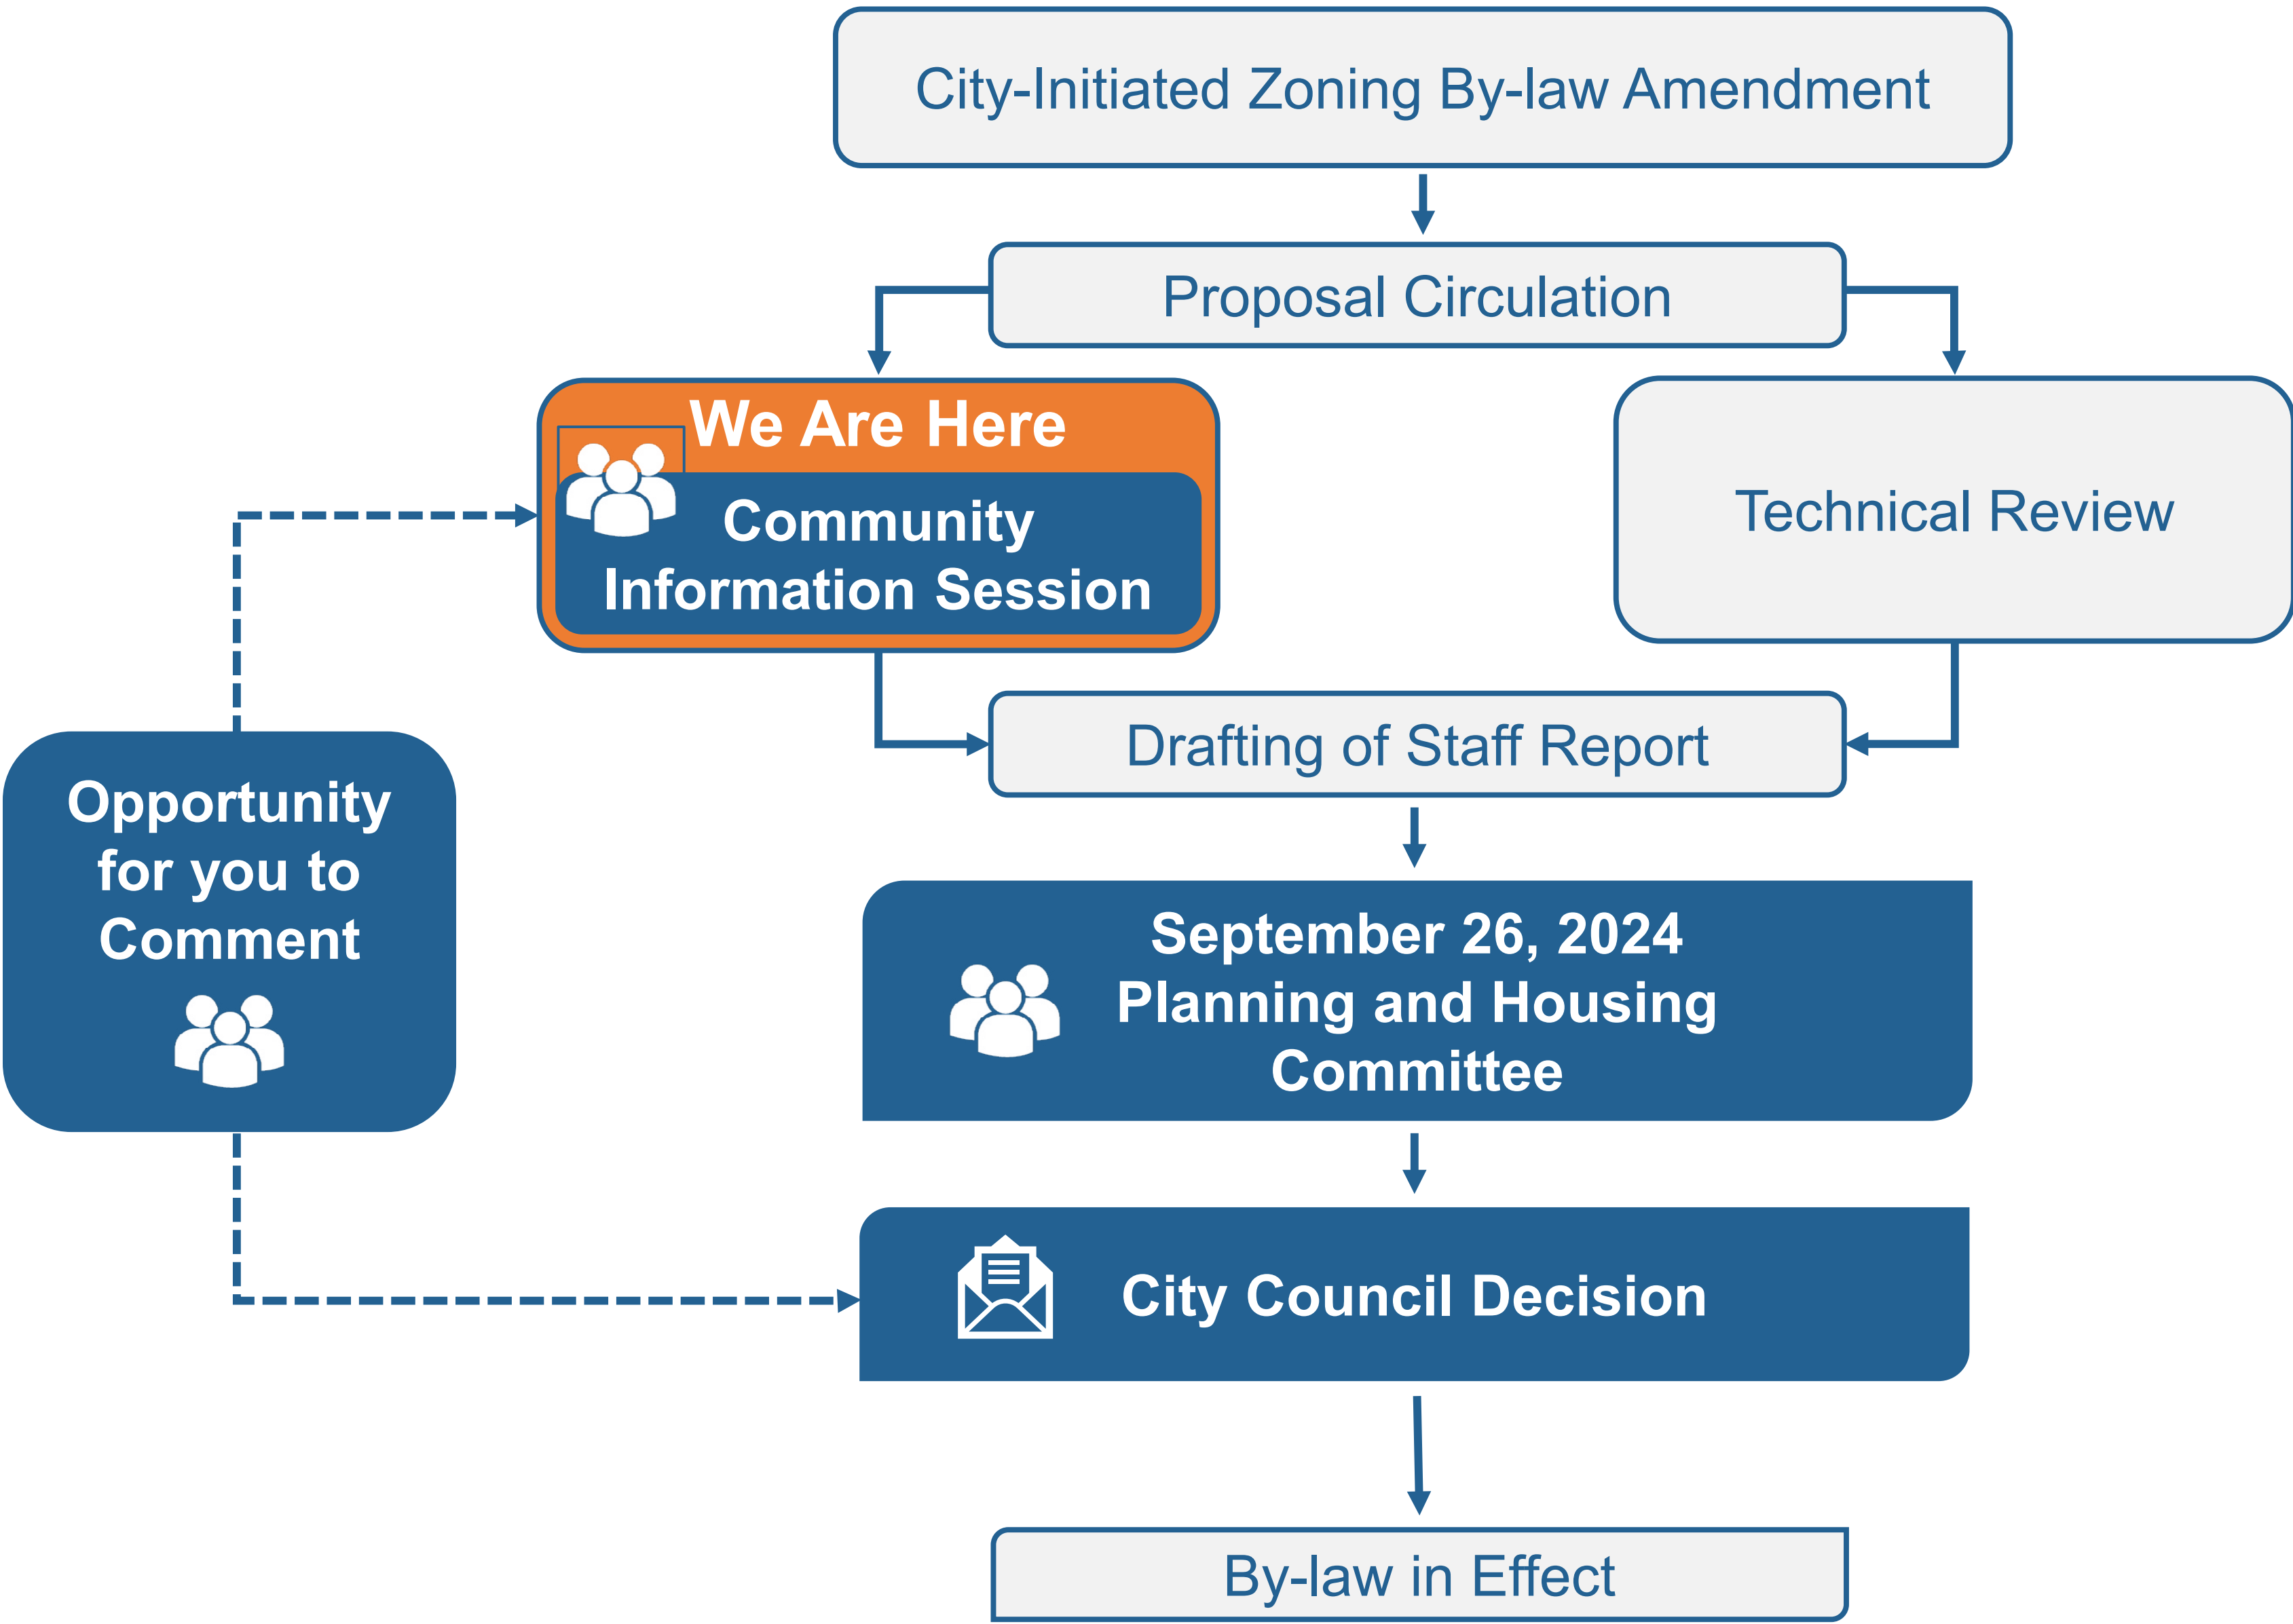 City-Initiated Zoning By-law Amendment
Proposal Circulation
We Are Here
Community
Information Session
Technical Review
Drafting of Staff Report
Opportunity
for you to
Comment
September 26, 2024
Planning and Housing
Committee
City Council Decision
By-law in Effect